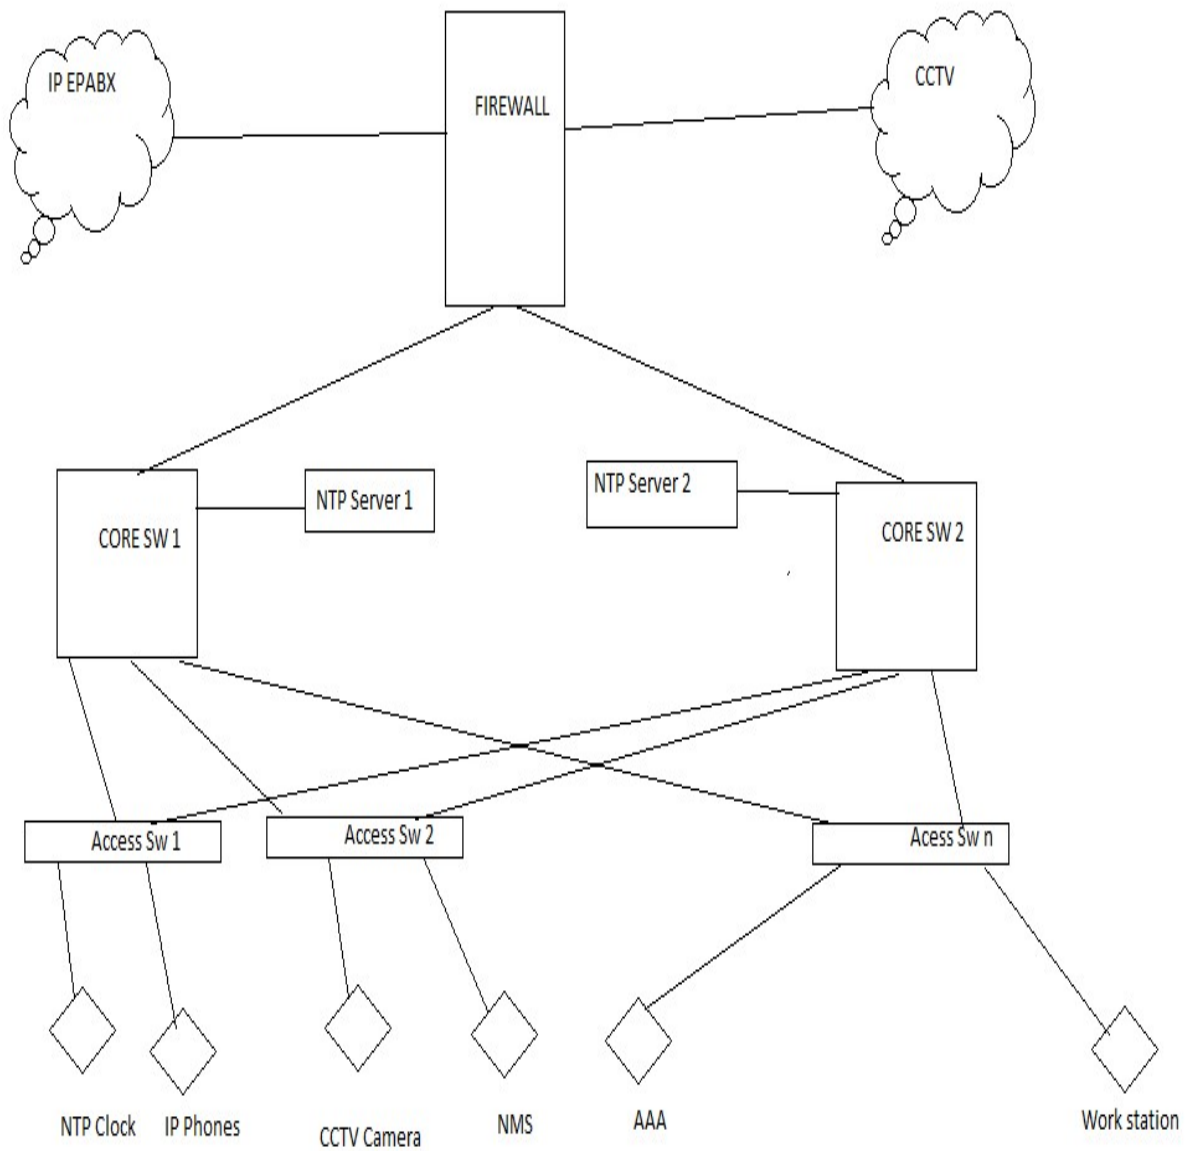 IP EPABX
FIREWALL
CCTV
NTP Server 1
NTP Server 2
CORE SW 1
CORE SW 2
Access Sw 1
Access Sw 2
Acess Sw n
NTP Clock
IP Phones
CCTV Camera
NMS
AAA
Work station